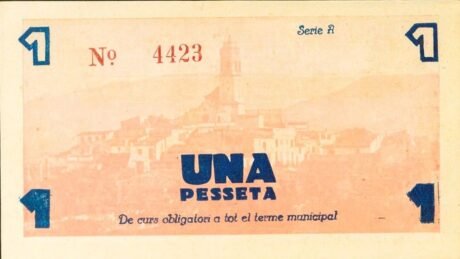 1 Serie A 1
Nº 4423
UNA
PESSETA
1 1
De curs obligatori a tot el terme municipal